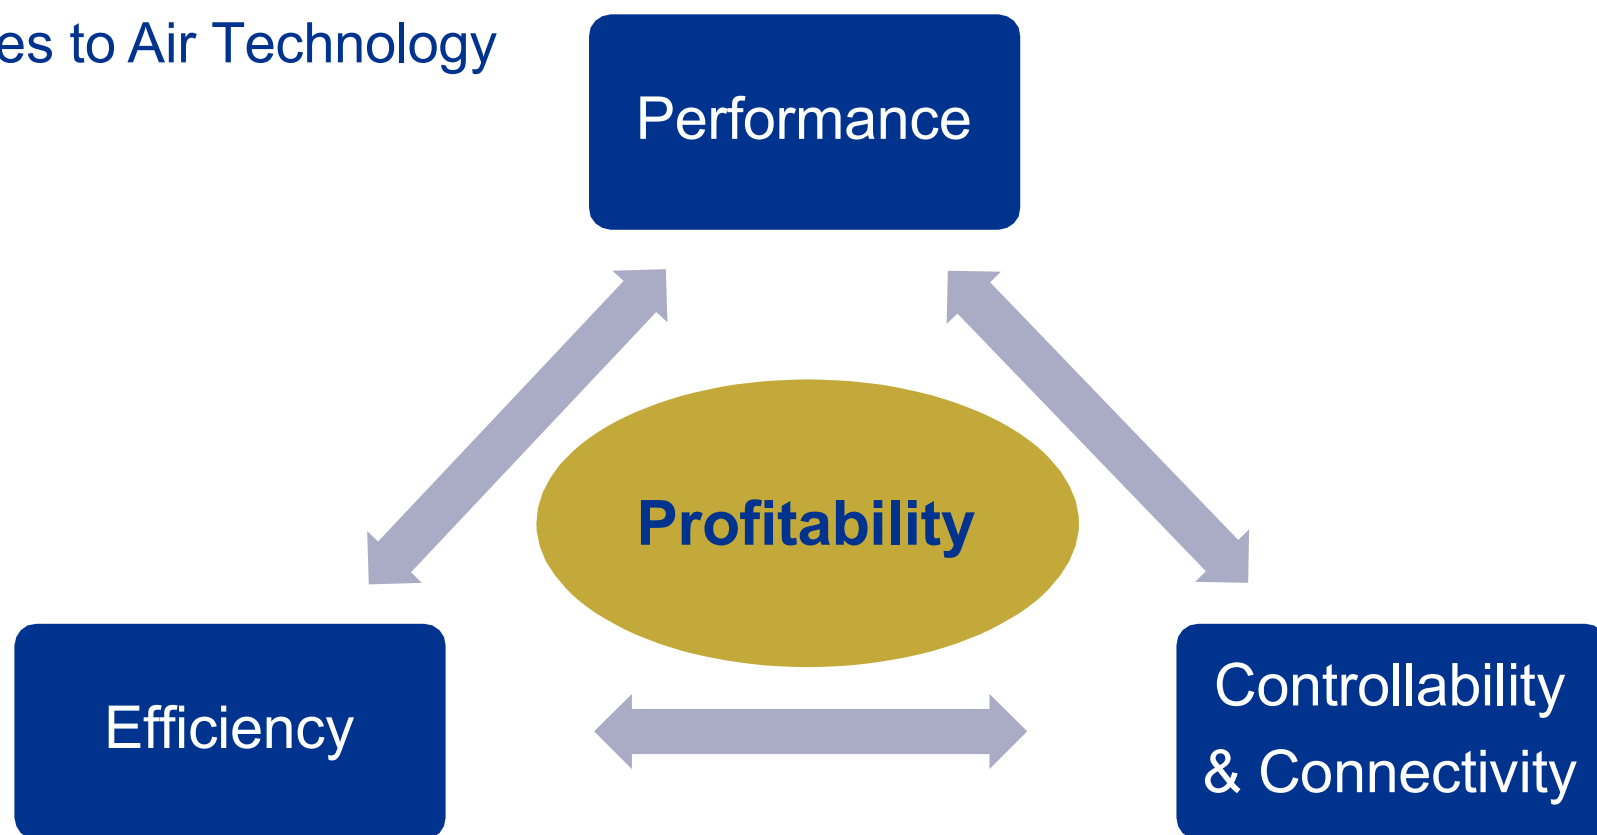 es to Air Technology
Performance
Profitability
Efficiency
Controllability
& Connectivity